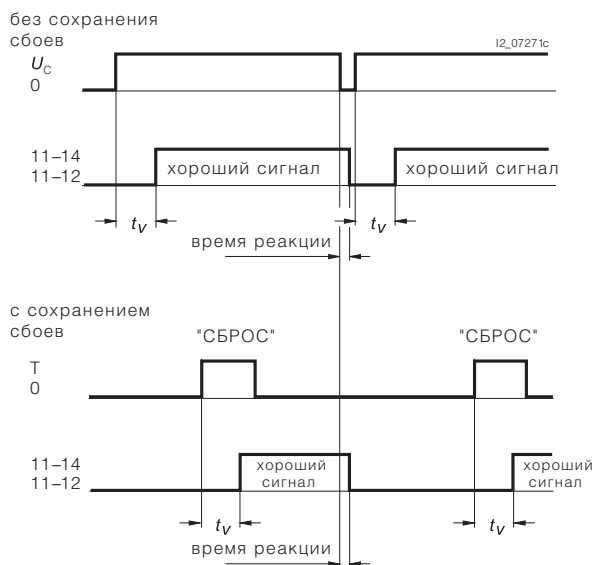 без сохранения
сбоев
I2_07271c
U_C
0
11–14
11–12
хороший сигнал
хороший сигнал
t_V
t_V
время реакции
с сохранением
сбоев
"СБРОС"
"СБРОС"
T
0
11–14
11–12
хороший
сигнал
хороший
сигнал
t_V
t_V
время реакции